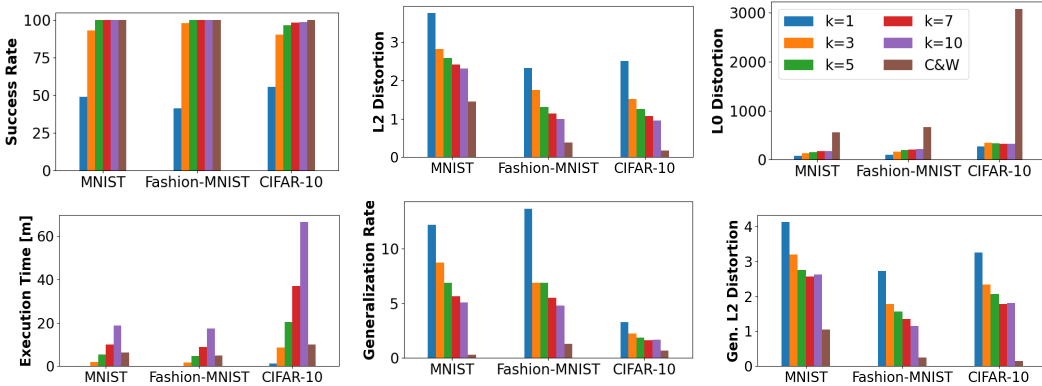 Success Rate
100
75
50
25
0
MNIST Fashion-MNIST CIFAR-10
L2 Distortion
3
2
1
0
MNIST Fashion-MNIST CIFAR-10
L0 Distortion
3000
2000
1000
0
k=1 k=7
k=3 k=10
k=5 C&W
MNIST Fashion-MNIST CIFAR-10
Execution Time [m]
60
40
20
0
MNIST Fashion-MNIST CIFAR-10
Generalization Rate
10
5
0
MNIST Fashion-MNIST CIFAR-10
Gen. L2 Distortion
4
3
2
1
0
MNIST Fashion-MNIST CIFAR-10